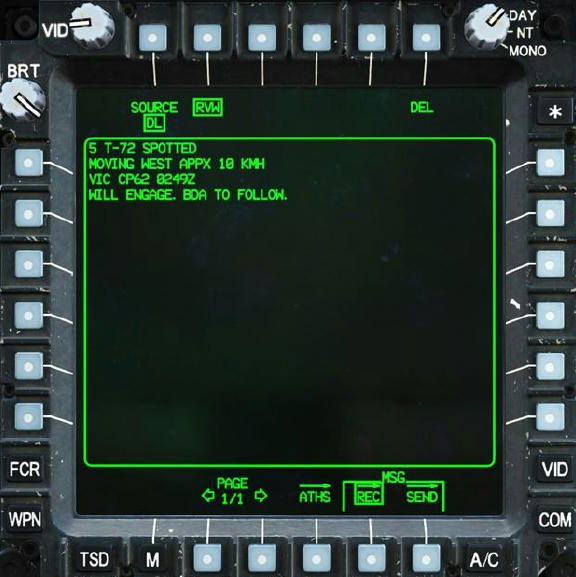 VID
DAY
NT
MONO
BRT
*
SOURCE RVW DEL
DL
5 T-72 SPOTTED
MOVING WEST APPX 10 KMH
VIC CP62 0249Z
WILL ENGAGE. BDA TO FOLLOW.
FCR
VID
PAGE
1/1
ATHS
MSG
REC
SEND
WPN
COM
TSD
M
A/C